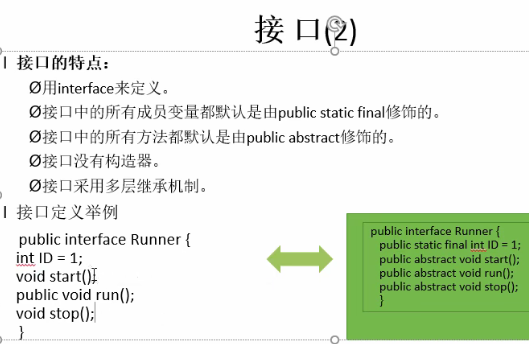 接 口(2)
l 接口的特点：
Ø用interface来定义。
Ø接口中的所有成员变量都默认是由public static final修饰的。
Ø接口中的所有方法都默认是由public abstract修饰的。
Ø接口没有构造器。
Ø接口采用多层继承机制。
l 接口定义举例
public interface Runner {
int ID = 1;
void start();
public void run();
void stop();
}
public interface Runner {
public static final int ID = 1;
public abstract void start();
public abstract void run();
public abstract void stop();
}